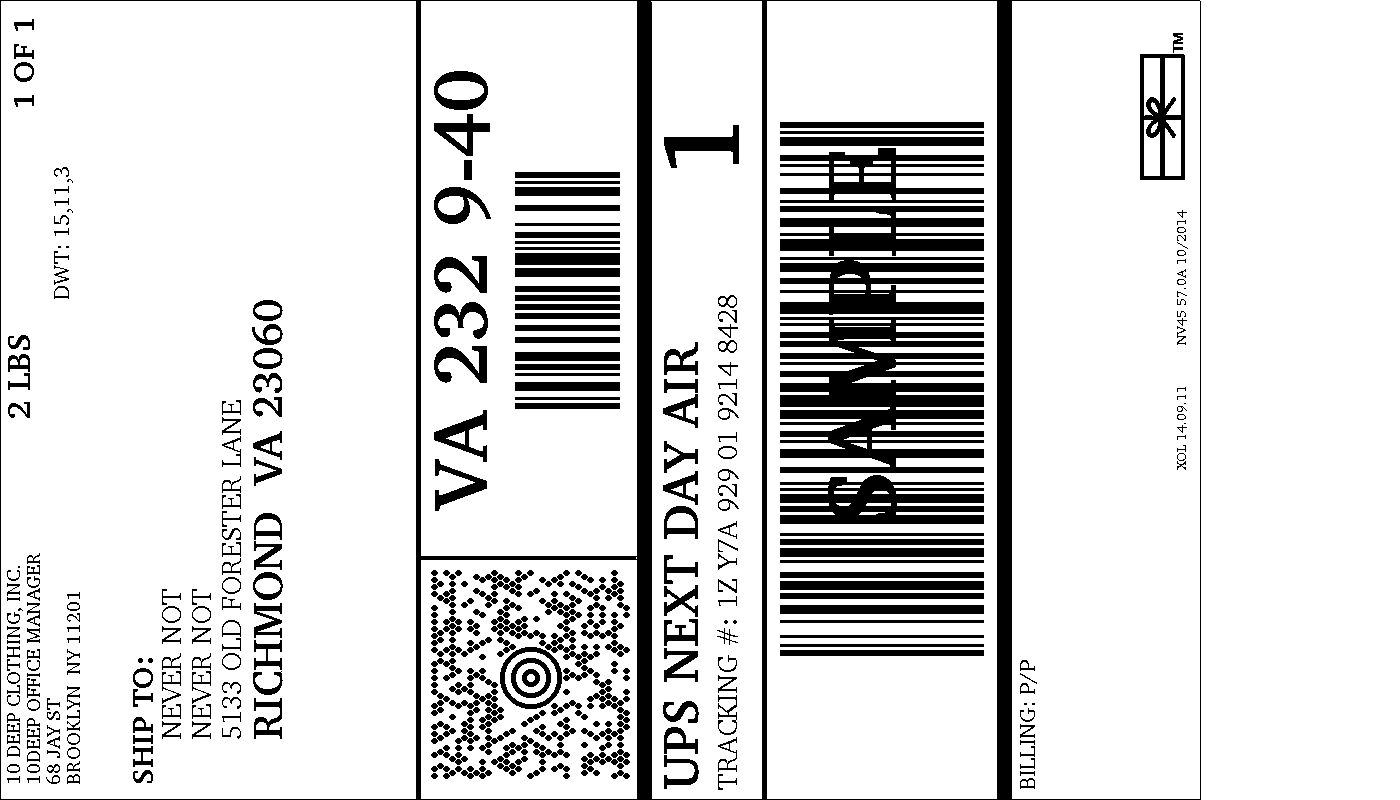 10 DEEP CLOTHING, INC.
10DEEP OFFICE MANAGER
68 JAY ST
BROOKLYN NY 11201
2 LBS
1 OF 1
DWT: 15,11,3
SHIP TO:
NEVER NOT
NEVER NOT
5133 OLD FORESTER LANE
RICHMOND VA 23060
VA 232 9-40
UPS NEXT DAY AIR
1
TRACKING #: 1Z Y7A 929 01 9214 8428
SAMPLE
BILLING: P/P
XOL 14.09.11 NV45 57.0A 10/2014
TM